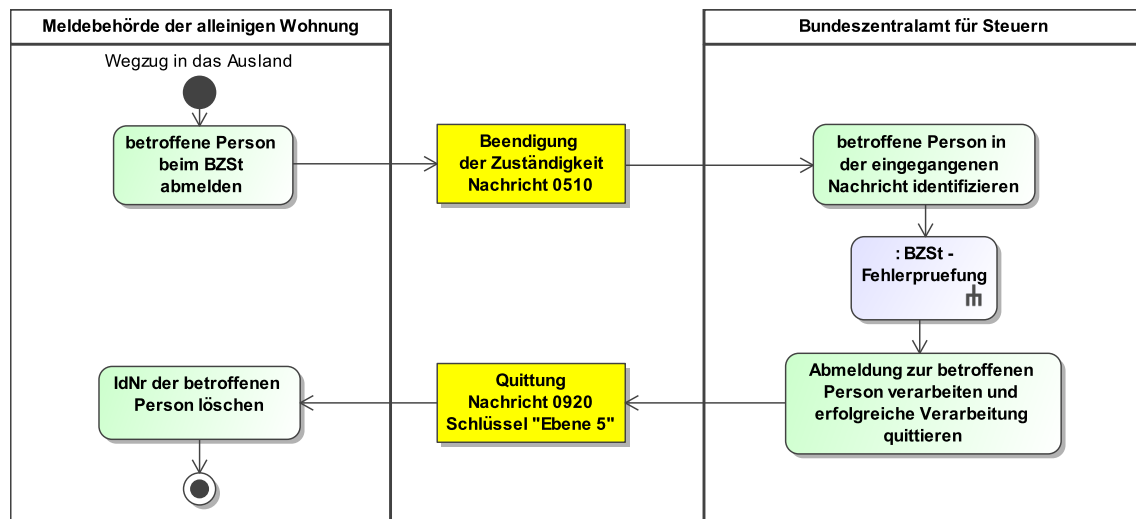 Meldebehörde der alleinigen Wohnung
Bundeszentralamt für Steuern
Wegzug in das Ausland
betroffene Person
beim BZSt
abmelden
Beendigung
der Zuständigkeit
Nachricht 0510
betroffene Person in
der eingegangenen
Nachricht identifizieren
: BZSt -
Fehlerpruefung
Abmeldung zur betroffenen
Person verarbeiten und
erfolgreiche Verarbeitung
quittieren
Quittung
Nachricht 0920
Schlüssel "Ebene 5"
IdNr der betroffenen
Person löschen